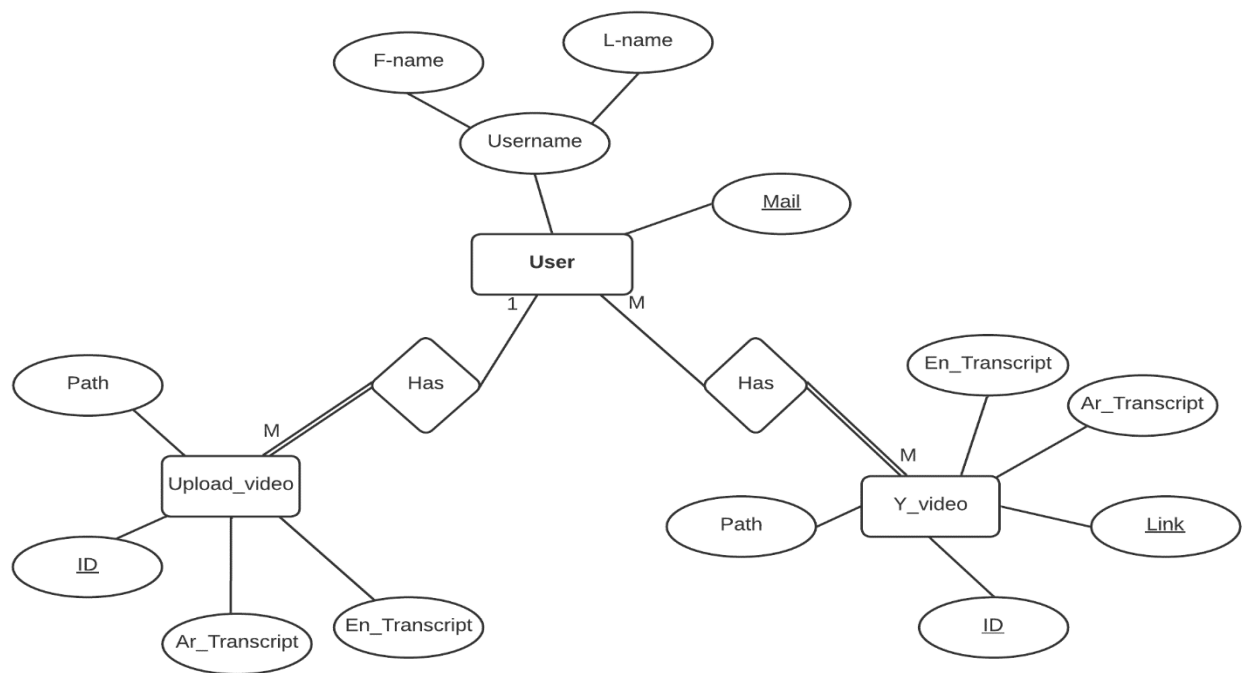 L-name
F-name
Username
Mail
User
1
M
Has
Has
En_Transcript
Path
Ar_Transcript
M
M
Upload_video
Y_video
Path
Link
ID
ID
En_Transcript
Ar_Transcript